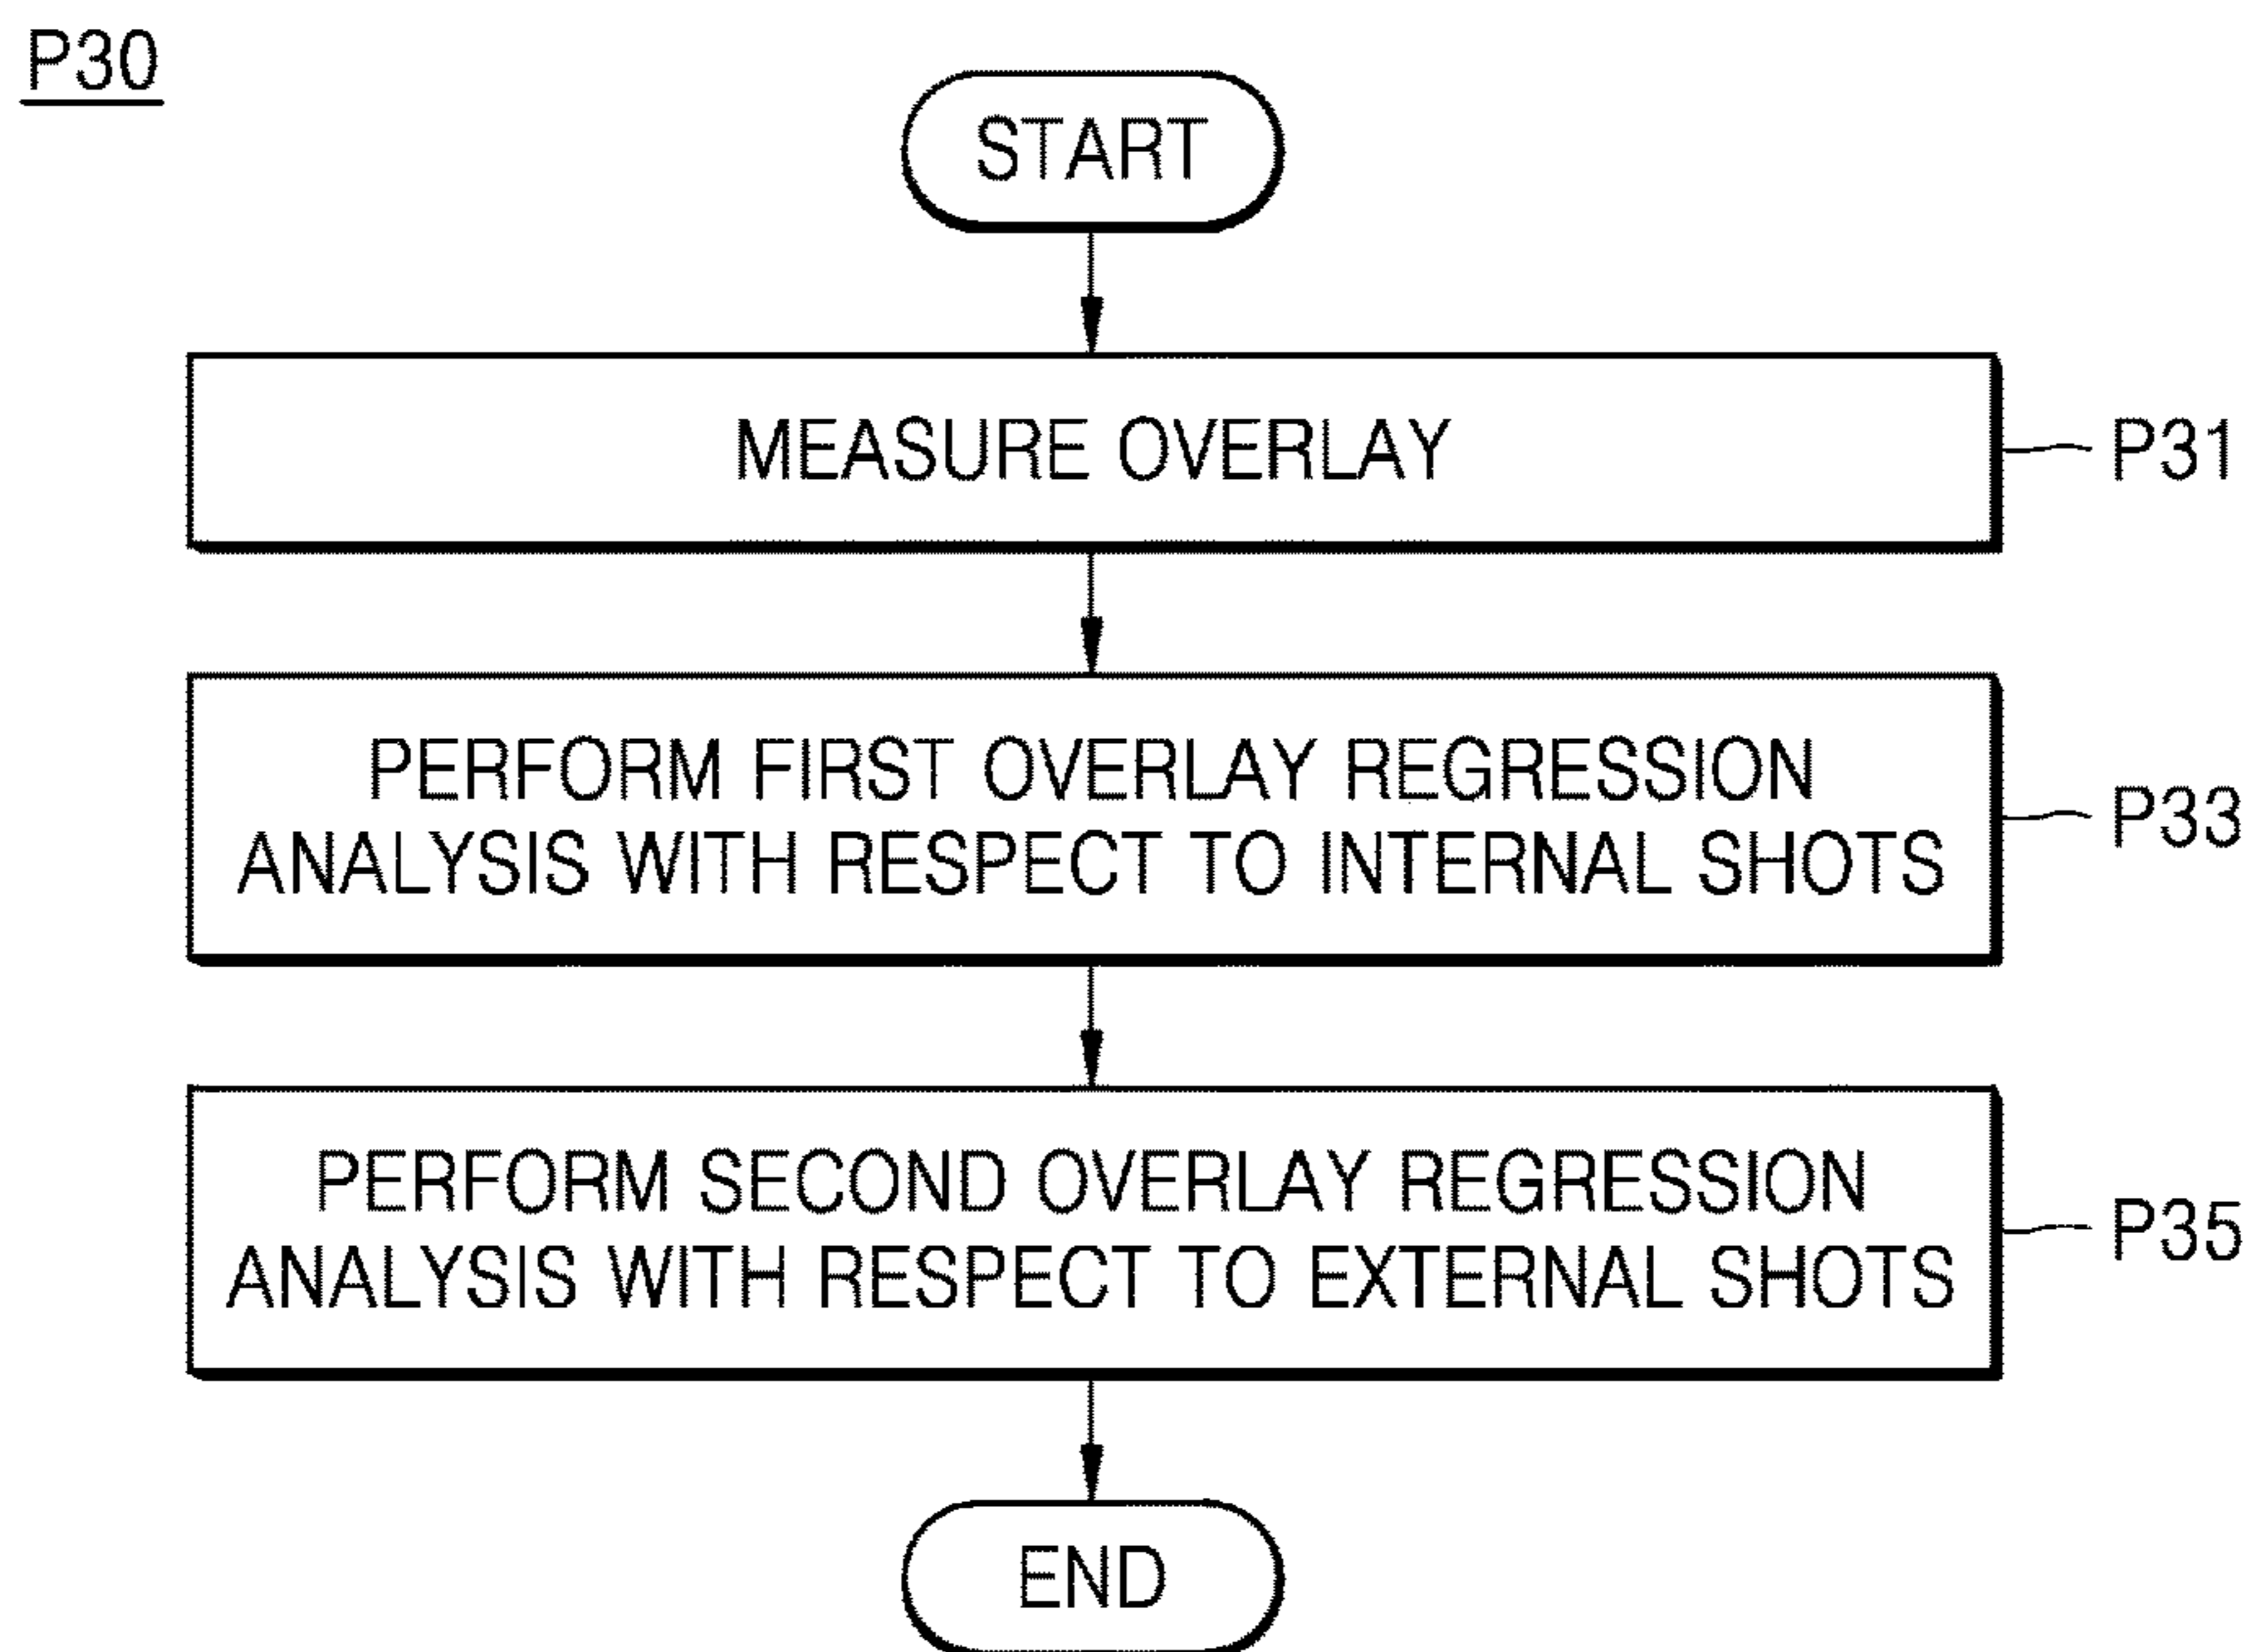 P30
START
MEASURE OVERLAY
P31
PERFORM FIRST OVERLAY REGRESSION
ANALYSIS WITH RESPECT TO INTERNAL SHOTS
P33
PERFORM SECOND OVERLAY REGRESSION
ANALYSIS WITH RESPECT TO EXTERNAL SHOTS
P35
END